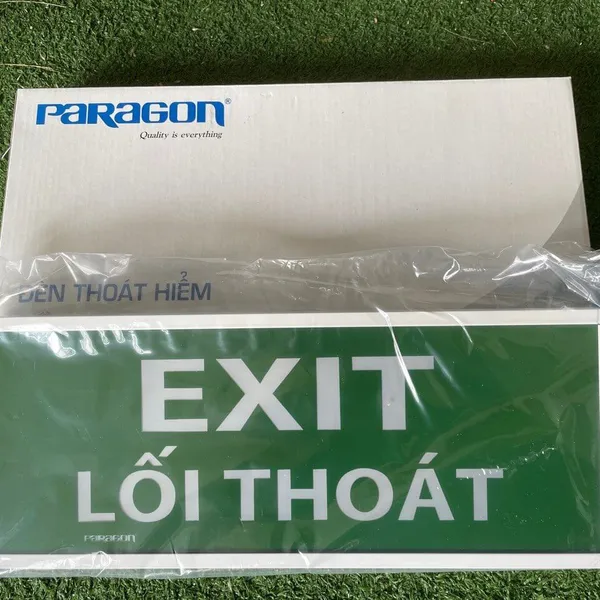 PARAGON®
Quality is everything
ĐÈN THOÁT HIỂM
EXIT
LỐI THOÁT
PARAGON